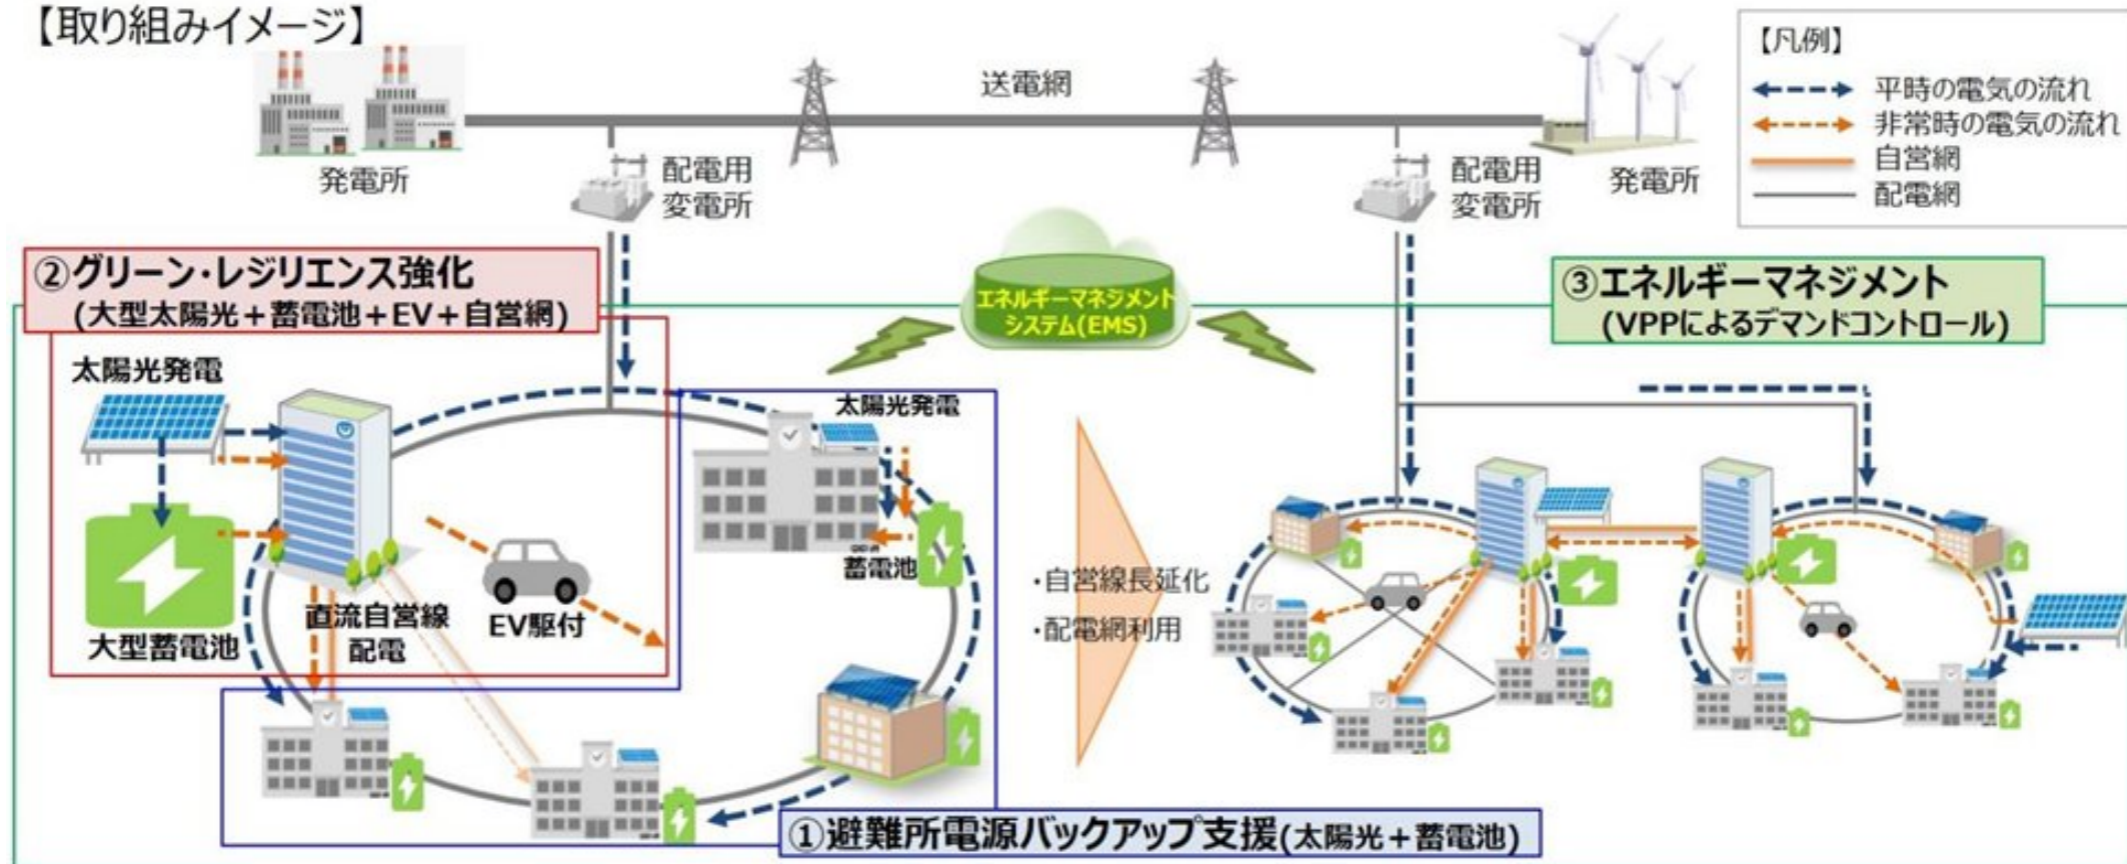 【取り組みイメージ】
送電網
発電所
配電用
変電所
配電用
変電所
発電所
【凡例】
平時の電気の流れ
非常時の電気の流れ
自営網
配電網
②グリーン・レジリエンス強化
(大型太陽光＋蓄電池＋EV＋自営網)
エネルギーマネジメント
システム(EMS)
③エネルギーマネジメント
(VPPによるデマンドコントロール)
太陽光発電
太陽光発電
蓄電池
大型蓄電池
直流自営線
配電
EV駆付
・自営線長延化
・配電網利用
①避難所電源バックアップ支援(太陽光＋蓄電池)